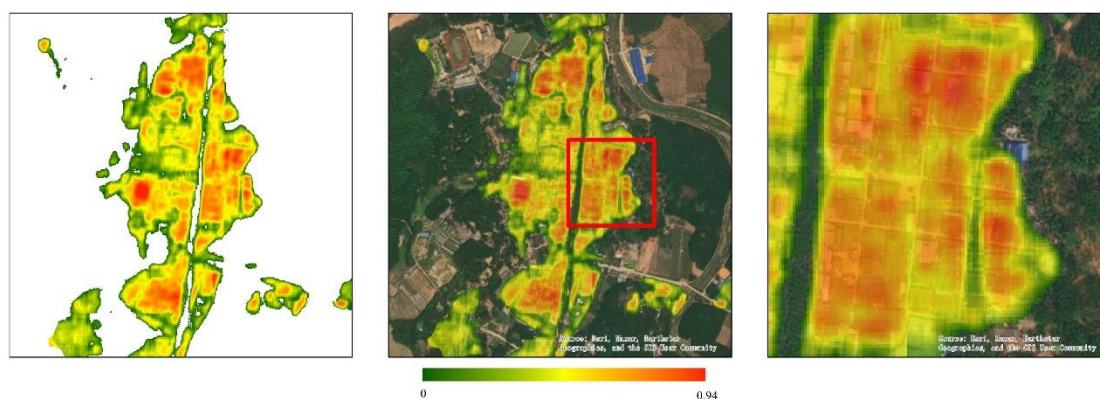 Source: Esri, Maxar, Earthstar
Geographics, and the GIS User Community
Source: Esri, Maxar, Earthstar
Geographics, and the GIS User Community
0
0.94